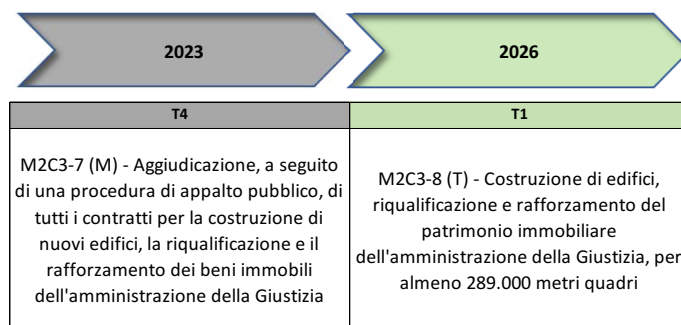 2023
2026
T4
T1
M2C3-7 (M) - Aggiudicazione, a seguito
di una procedura di appalto pubblico, di
tutti i contratti per la costruzione di
nuovi edifici, la riqualificazione e il
rafforzamento dei beni immobili
dell'amministrazione della Giustizia
M2C3-8 (T) - Costruzione di edifici,
riqualificazione e rafforzamento del
patrimonio immobiliare
dell'amministrazione della Giustizia, per
almeno 289.000 metri quadri